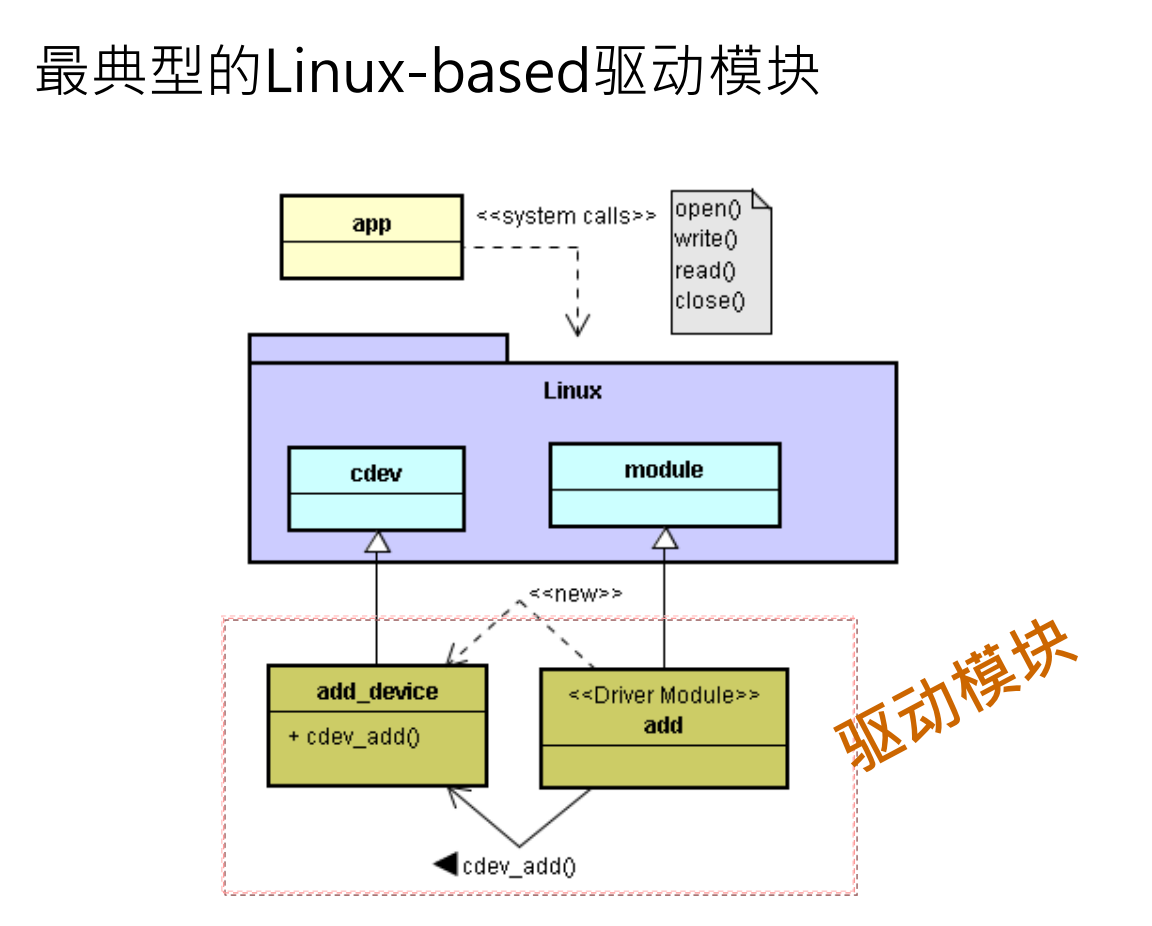 最典型的Linux-based驱动模块
app
<<system calls>>
open()
write()
read()
close()
Linux
cdev
module
<<new>>
add_device
+ cdev_add()
<<Driver Module>>
add
驱动模块
cdev_add()